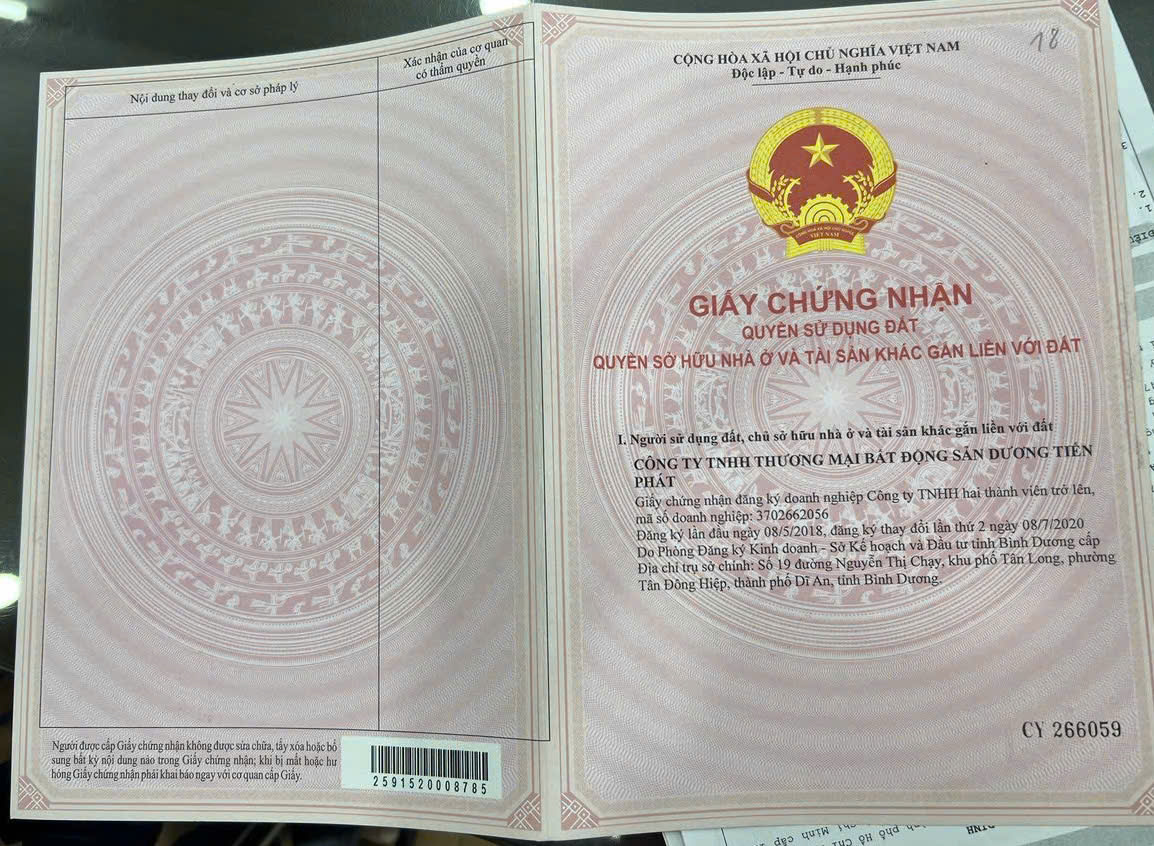 Nội dung thay đổi và cơ sở pháp lý
Xác nhận của cơ quan
có thẩm quyền
Người được cấp Giấy chứng nhận không được sửa chữa, tẩy xóa hoặc bổ
sung bất kỳ nội dung nào trong Giấy chứng nhận; khi bị mất hoặc hư
hỏng Giấy chứng nhận phải khai báo ngay với cơ quan cấp Giấy.
2591520008785
18
CỘNG HÒA XÃ HỘI CHỦ NGHĨA VIỆT NAM
Độc lập - Tự do - Hạnh phúc
CỘNG HÒA XÃ HỘI CHỦ NGHĨA
VIỆT NAM
GIẤY CHỨNG NHẬN
QUYỀN SỬ DỤNG ĐẤT
QUYỀN SỞ HỮU NHÀ Ở VÀ TÀI SẢN KHÁC GẮN LIỀN VỚI ĐẤT
I. Người sử dụng đất, chủ sở hữu nhà ở và tài sản khác gắn liền với đất
CÔNG TY TNHH THƯƠNG MẠI BẤT ĐỘNG SẢN DƯƠNG TIẾN
PHÁT
Giấy chứng nhận đăng ký doanh nghiệp Công ty TNHH hai thành viên trở lên,
mã số doanh nghiệp: 3702662056
Đăng ký lần đầu ngày 08/5/2018, đăng ký thay đổi lần thứ 2 ngày 08/7/2020
Do Phòng Đăng ký Kinh doanh - Sở Kế hoạch và Đầu tư tỉnh Bình Dương cấp
Địa chỉ trụ sở chính: Số 19 đường Nguyễn Thị Chạy, khu phố Tân Long, phường
Tân Đông Hiệp, thành phố Dĩ An, tỉnh Bình Dương.
CY 266059